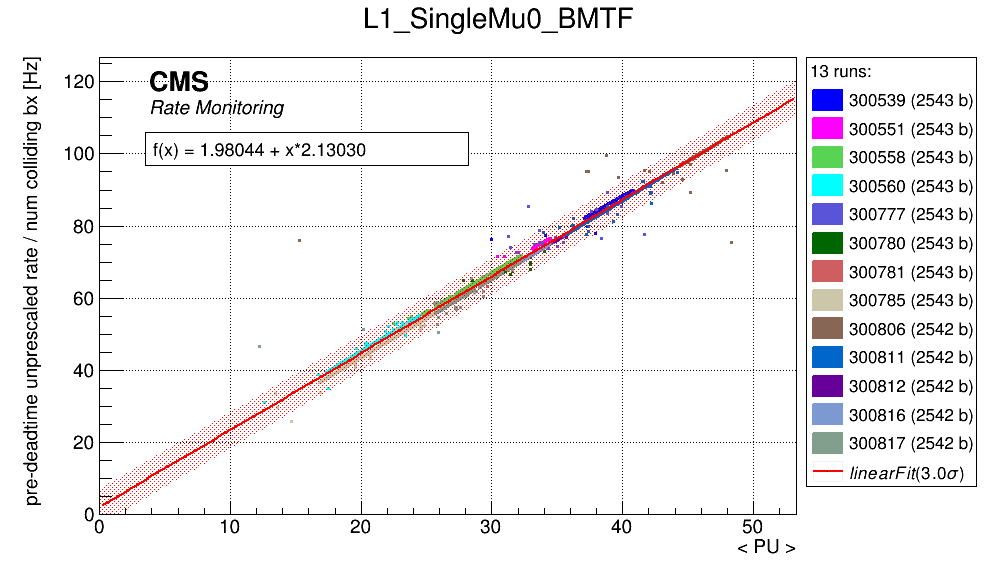 L1_SingleMu0_BMTF
pre-deadtime unprescaled rate / num colliding bx [Hz]
120
100
80
60
40
20
0
CMS
Rate Monitoring
f(x) = 1.98044 + x*2.13030
0 10 20 30 40 50
< PU >
13 runs:
300539 (2543 b)
300551 (2543 b)
300558 (2543 b)
300560 (2543 b)
300777 (2543 b)
300780 (2543 b)
300781 (2543 b)
300785 (2543 b)
300806 (2542 b)
300811 (2542 b)
300812 (2542 b)
300816 (2542 b)
300817 (2542 b)
linearFit(3.0σ)